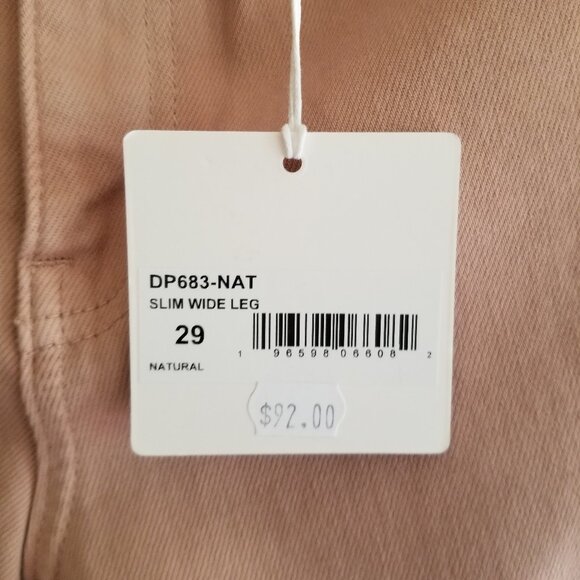 DP683-NAT
SLIM WIDE LEG
29
1 96598 06608 2
NATURAL
$92.00